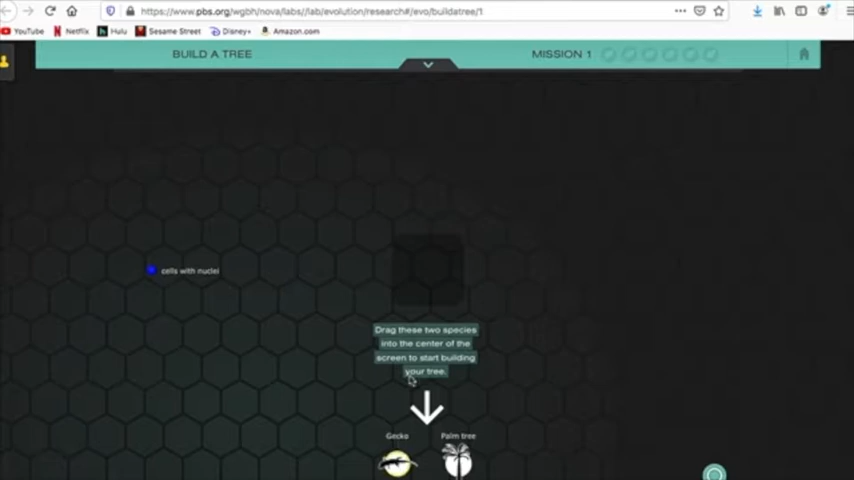 https://www.pbs.org/wgbh/nova/labs//lab/evolution/research#/evo/buildatree/1
YouTube Netflix Hulu Sesame Street Disney+ Amazon.com
BUILD A TREE MISSION 1
cells with nuclei
Drag these two species
into the center of the
screen to start building
your tree.
Gecko Palm tree